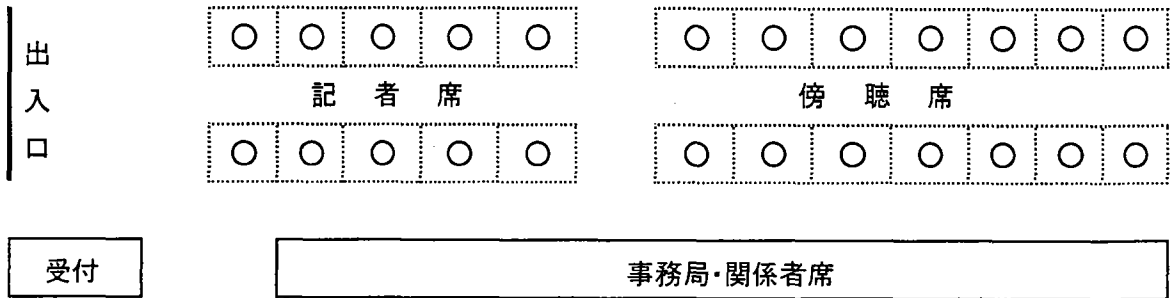 出入口
○ ○ ○ ○ ○ ○ ○ ○ ○ ○ ○ ○
記者席 傍聴席
○ ○ ○ ○ ○ ○ ○ ○ ○ ○ ○ ○
受付 事務局・関係者席